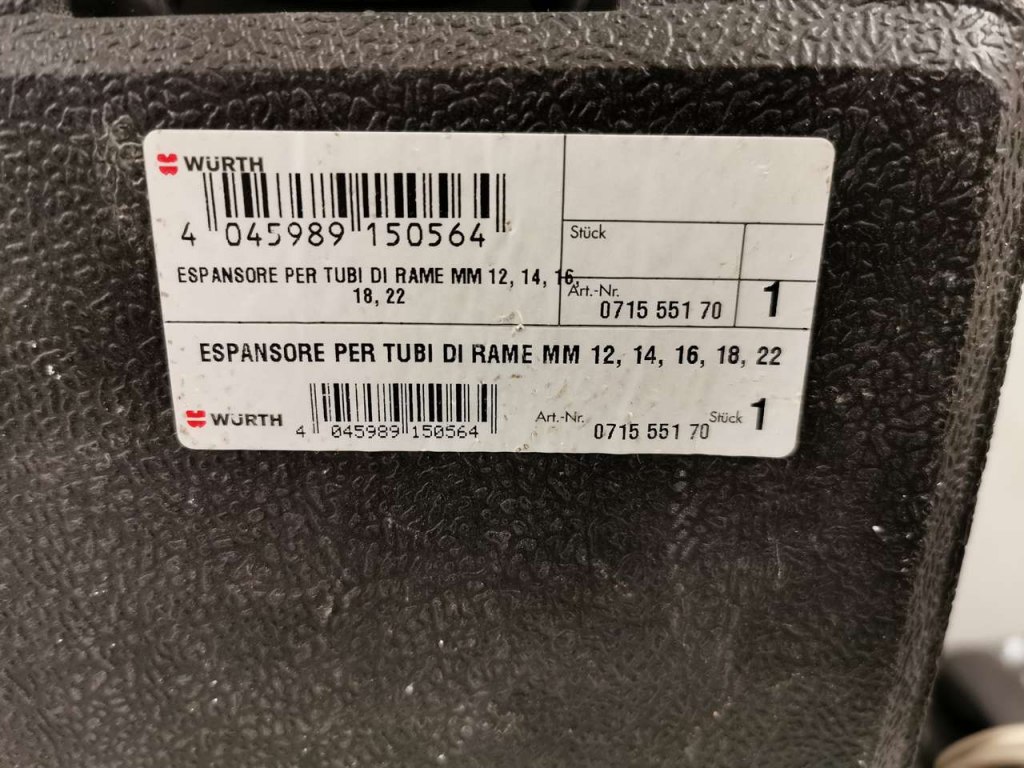 WÜRTH
4 045989 150564
ESPANSORE PER TUBI DI RAME MM 12, 14, 16,
18, 22
Stück
Art.-Nr.
0715 551 70
1
ESPANSORE PER TUBI DI RAME MM 12, 14, 16, 18, 22
WÜRTH
4 045989 150564
Art.-Nr. 0715 551 70 Stück 1